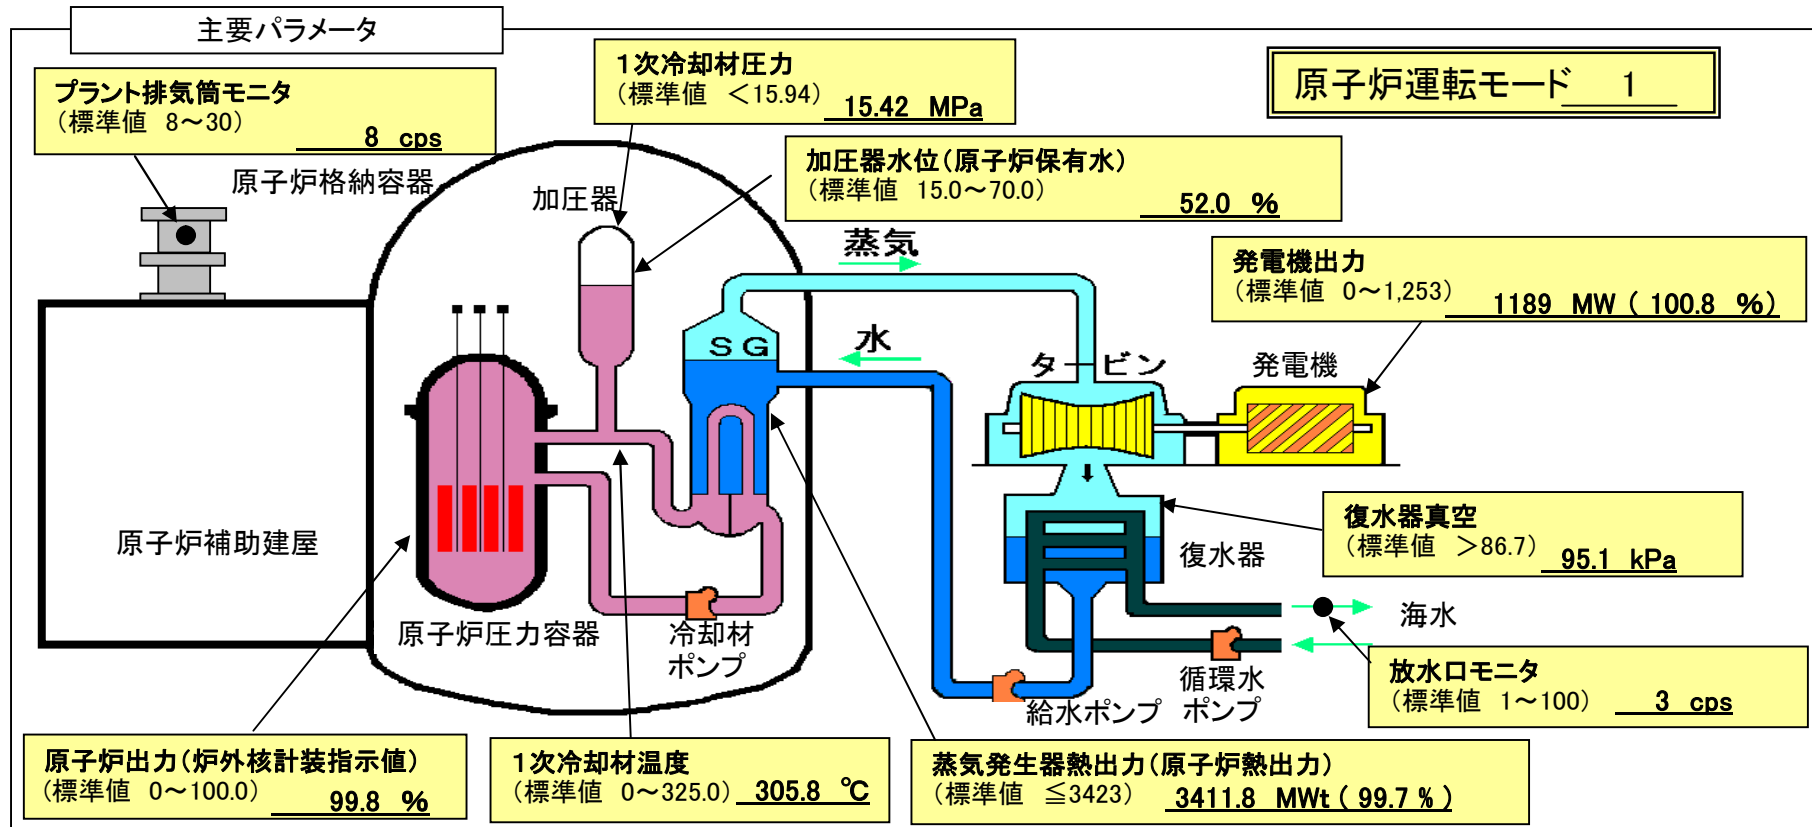 主要パラメータ
プラント排気筒モニタ
（標準値 8～30）
8 cps
1次冷却材圧力
（標準値 ＜15.94）
15.42 MPa
原子炉運転モード 1
加圧器水位（原子炉保有水）
（標準値 15.0～70.0）
52.0 %
原子炉格納容器
加圧器
蒸気
発電機出力
（標準値 0～1,253）
1189 MW ( 100.8 %)
ＳＧ
水
タービン
発電機
原子炉補助建屋
復水器真空
（標準値 ＞86.7）
95.1 kPa
復水器
海水
原子炉圧力容器
冷却材
ポンプ
給水ポンプ
循環水
ポンプ
放水口モニタ
（標準値 1～100）
3 cps
原子炉出力（炉外核計装指示値）
（標準値 0～100.0）
99.8 %
1次冷却材温度
（標準値 0～325.0）
305.8 ℃
蒸気発生器熱出力（原子炉熱出力）
（標準値 ≦3423）
3411.8 MWt ( 99.7 % )